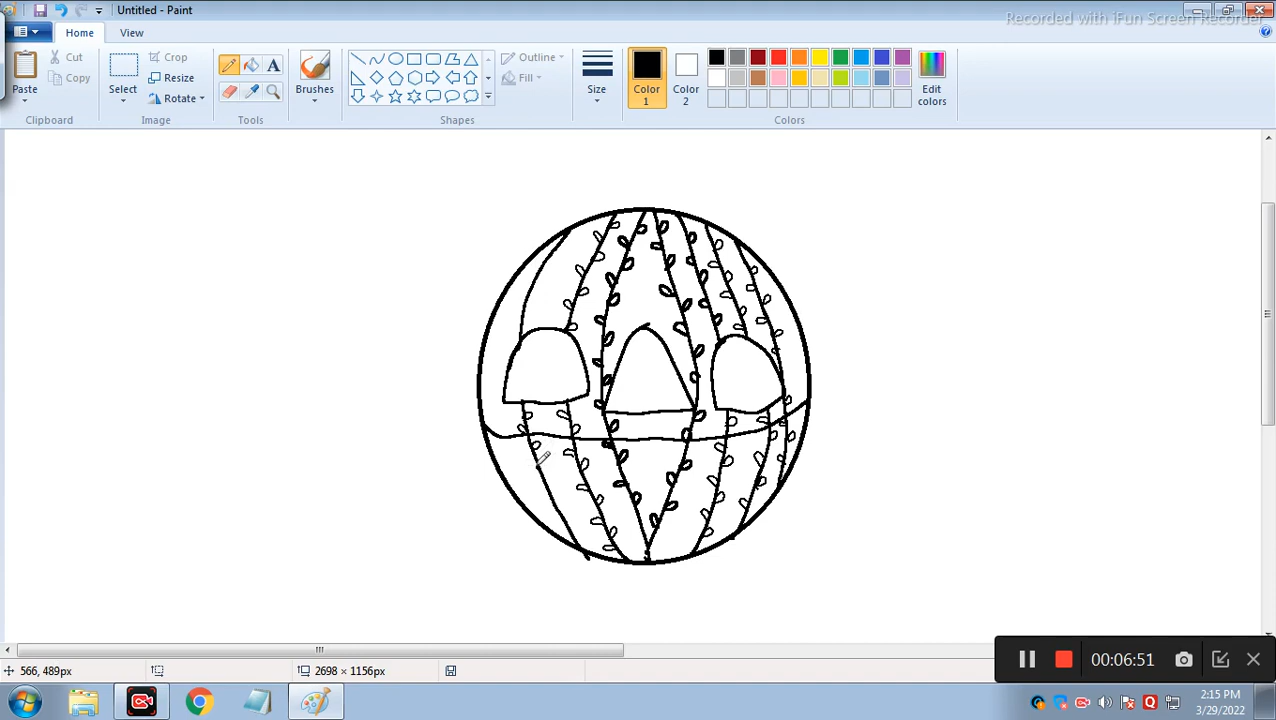 Untitled - Paint
Recorded with iFun Screen Recorder
Home View
Paste
Cut
Copy
Clipboard
Select
Crop
Resize
Rotate
Image
A
Tools
Brushes
Outline
Fill
Shapes
Size
Color
1
Color
2
Edit
colors
Colors
566, 489px
2698 × 1156px
00:06:51
2:15 PM
3/29/2022